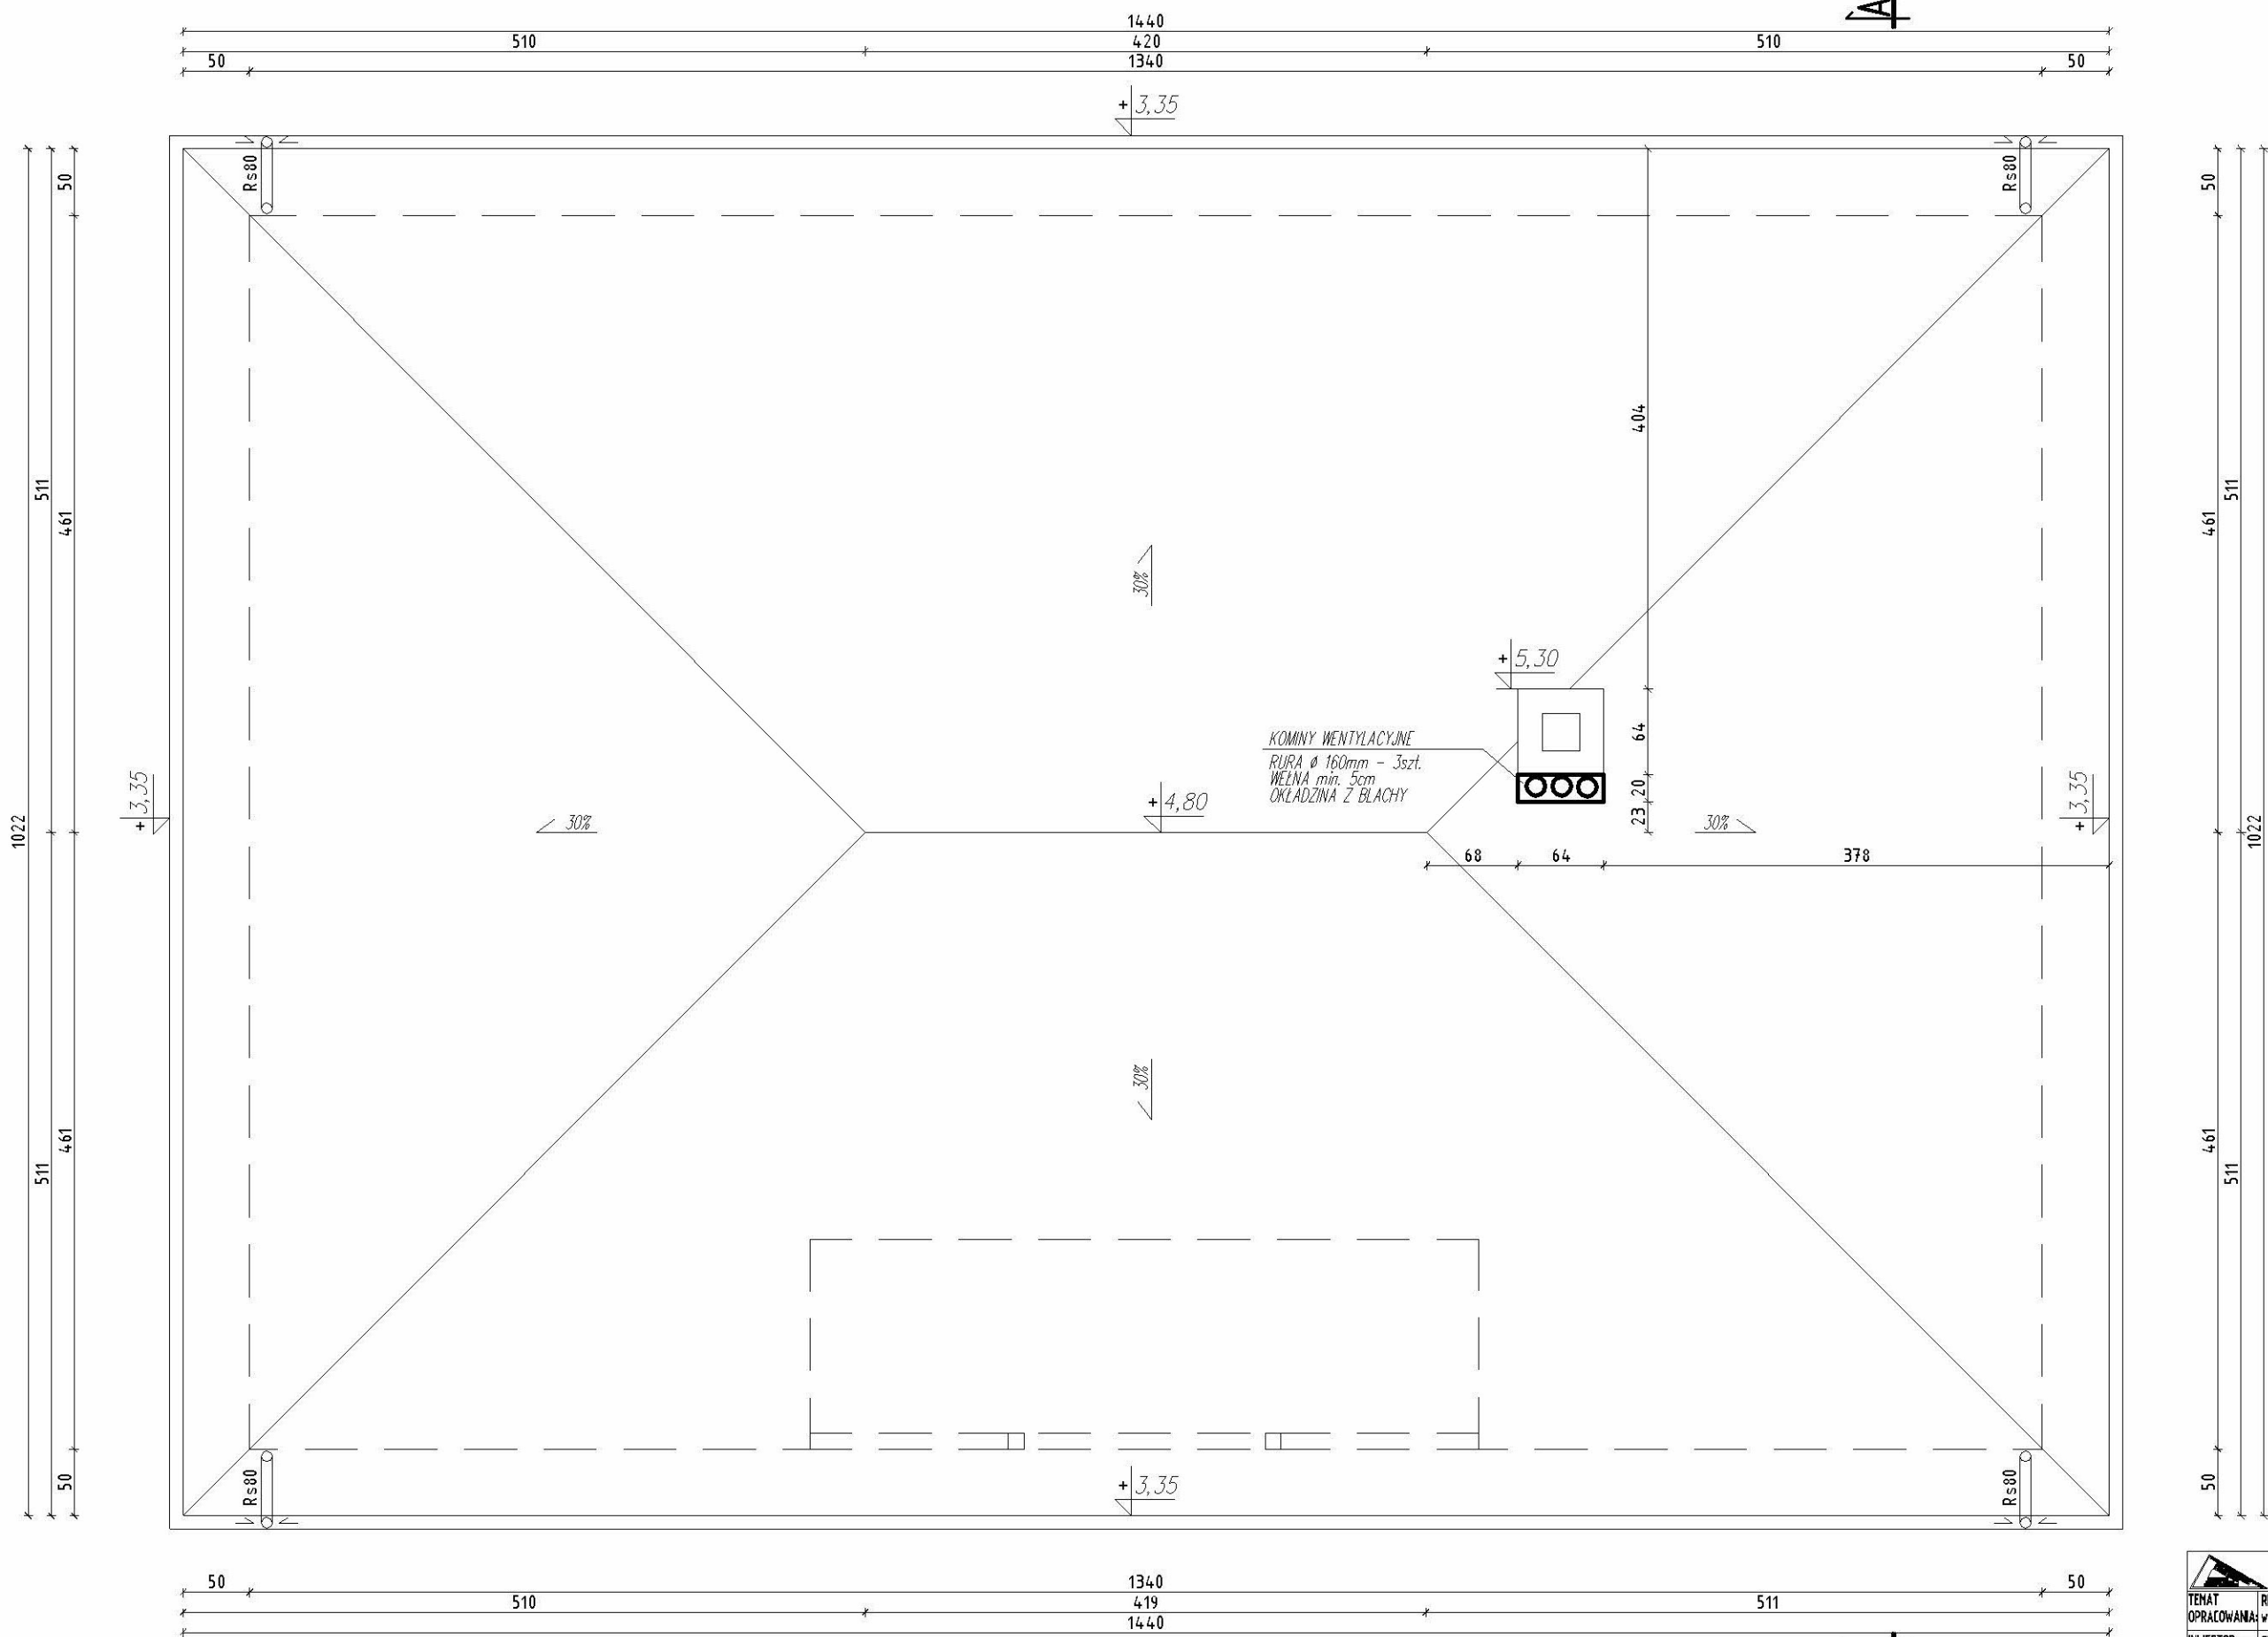 A
1440
510 420 510
50 1340 50
+3,35
Rs80 Rs80
50 50
404
511 461 461 511
30%
+5,30
64
KOMINY WENTYLACYJNE
RURA ø 160mm - 3szt.
WEŁNA min. 5cm
OKŁADZINA Z BLACHY
20
23
+3,35 +4,80 +3,35
1022 30% 30% 1022
68 64 378
30%
511 461 461 511
+3,35
Rs80 Rs80
50 50
50 1340 50
510 419 511
1440
TEMAT
OPRACOWANIA: